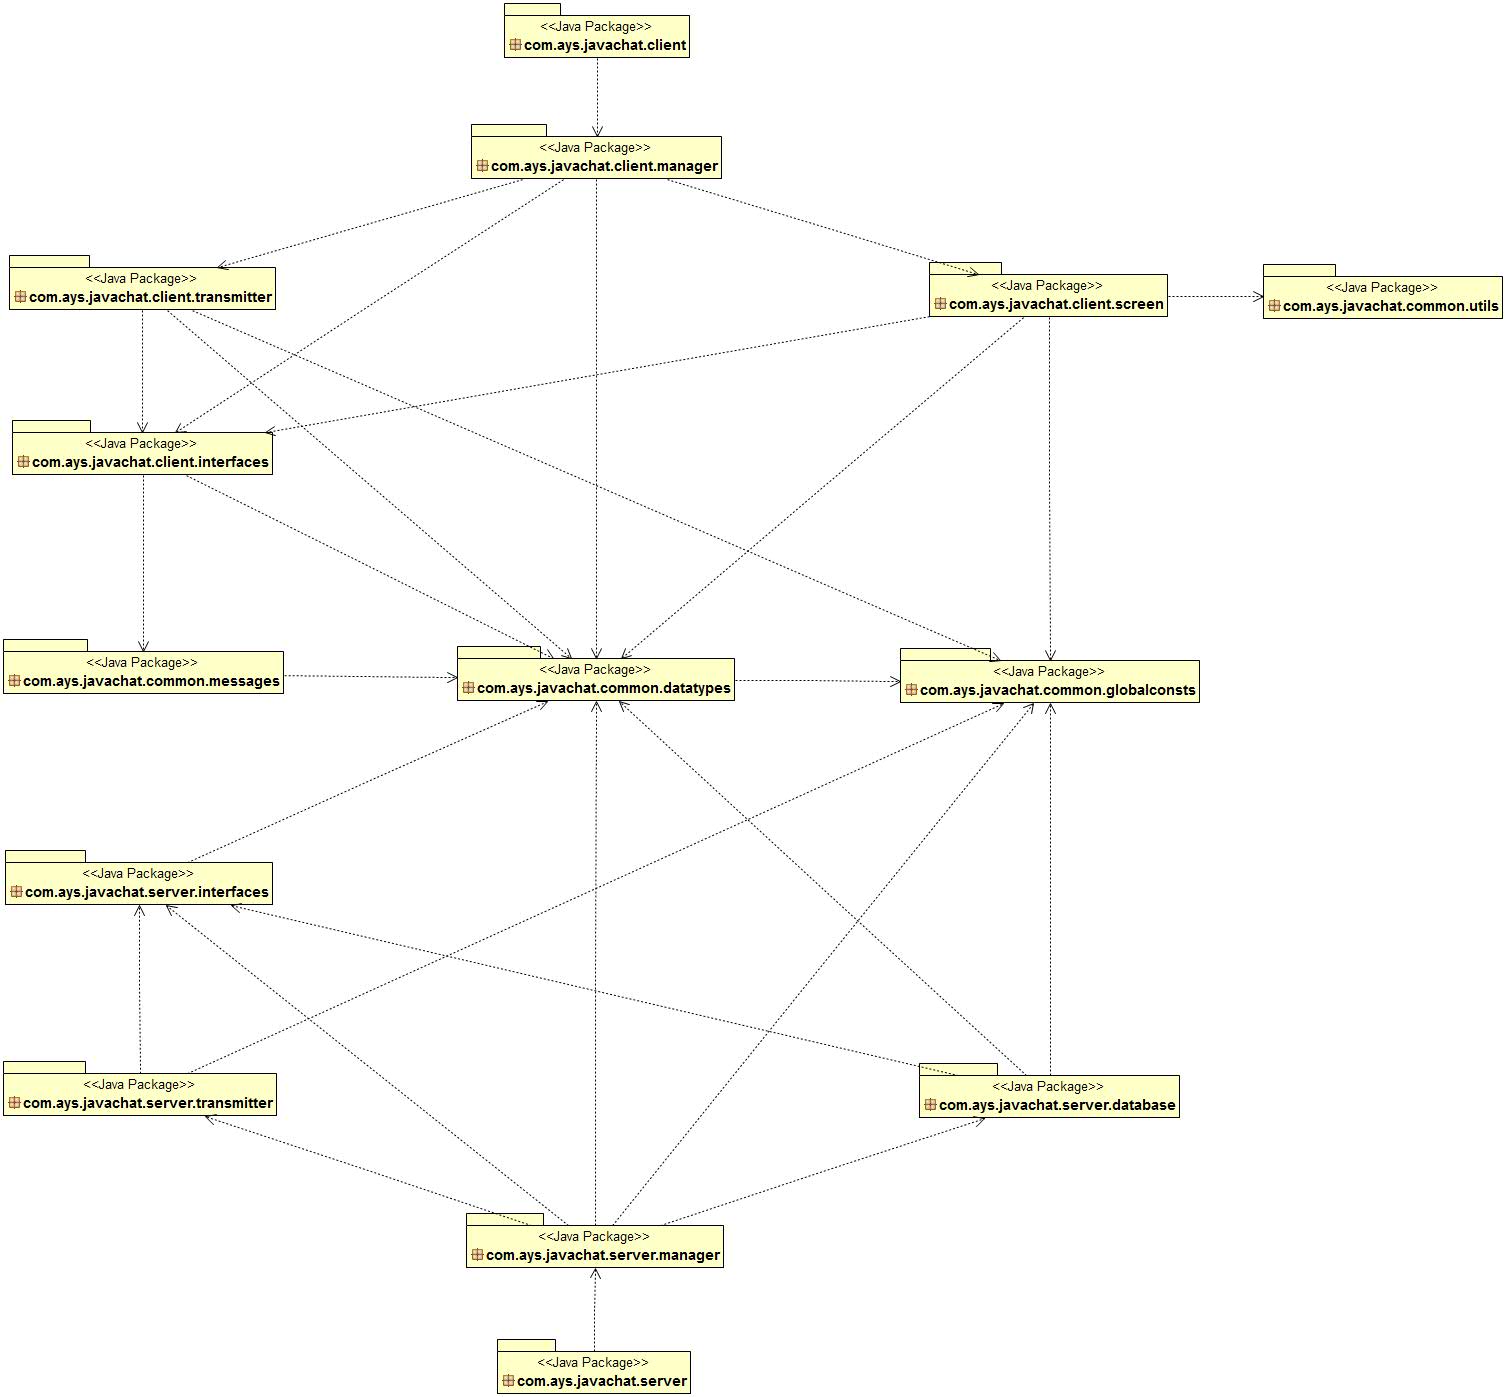 <<Java Package>>
com.ays.javachat.client
<<Java Package>>
com.ays.javachat.client.manager
<<Java Package>>
com.ays.javachat.client.transmitter
<<Java Package>>
com.ays.javachat.client.screen
<<Java Package>>
com.ays.javachat.common.utils
<<Java Package>>
com.ays.javachat.client.interfaces
<<Java Package>>
com.ays.javachat.common.messages
<<Java Package>>
com.ays.javachat.common.datatypes
<<Java Package>>
com.ays.javachat.common.globalconsts
<<Java Package>>
com.ays.javachat.server.interfaces
<<Java Package>>
com.ays.javachat.server.transmitter
<<Java Package>>
com.ays.javachat.server.database
<<Java Package>>
com.ays.javachat.server.manager
<<Java Package>>
com.ays.javachat.server